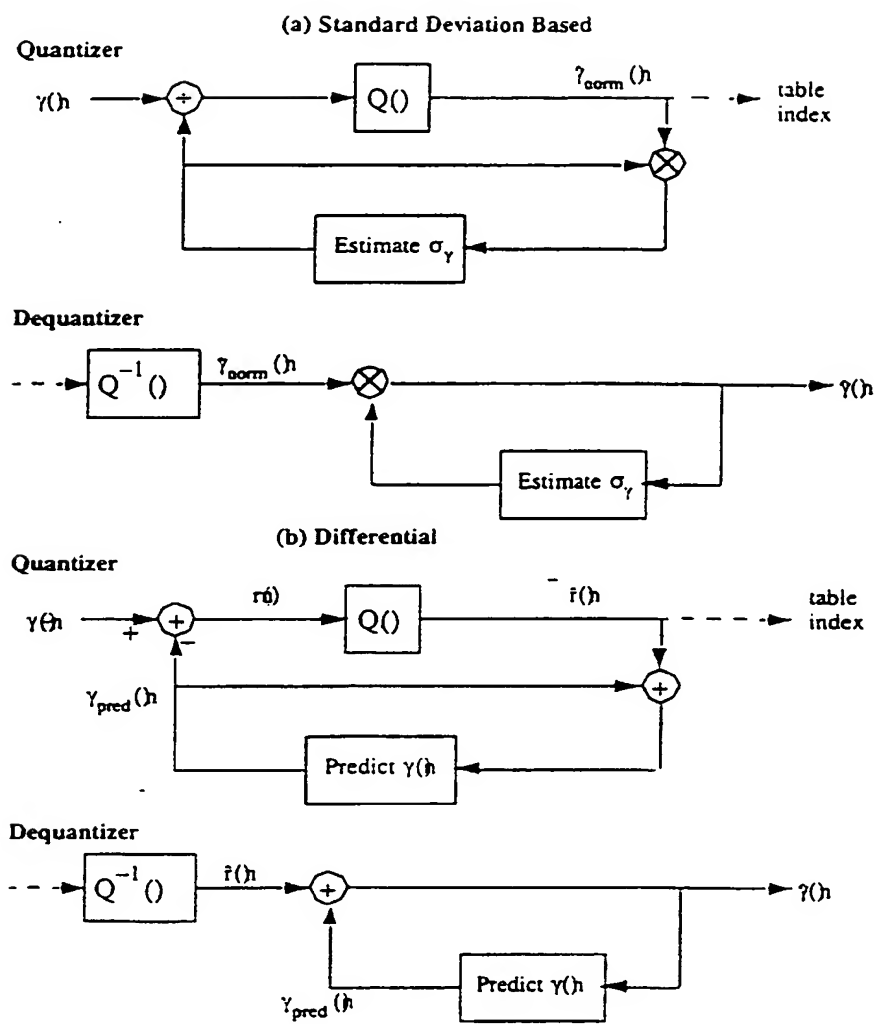 (a) Standard Deviation Based
Quantizer
γ()n
÷
Q()
γ̂norm ()n
table
index
Estimate σγ
Dequantizer
Q⁻¹ ()
γ̂norm ()n
Estimate σγ
γ̂()n
(b) Differential
Quantizer
γ()n
+
+
−
r()n
Q()
r̂()n
table
index
γpred ()n
+
Predict γ()n
Dequantizer
Q⁻¹ ()
r̂()n
+
γ̂()n
Predict γ()n
γpred ()n